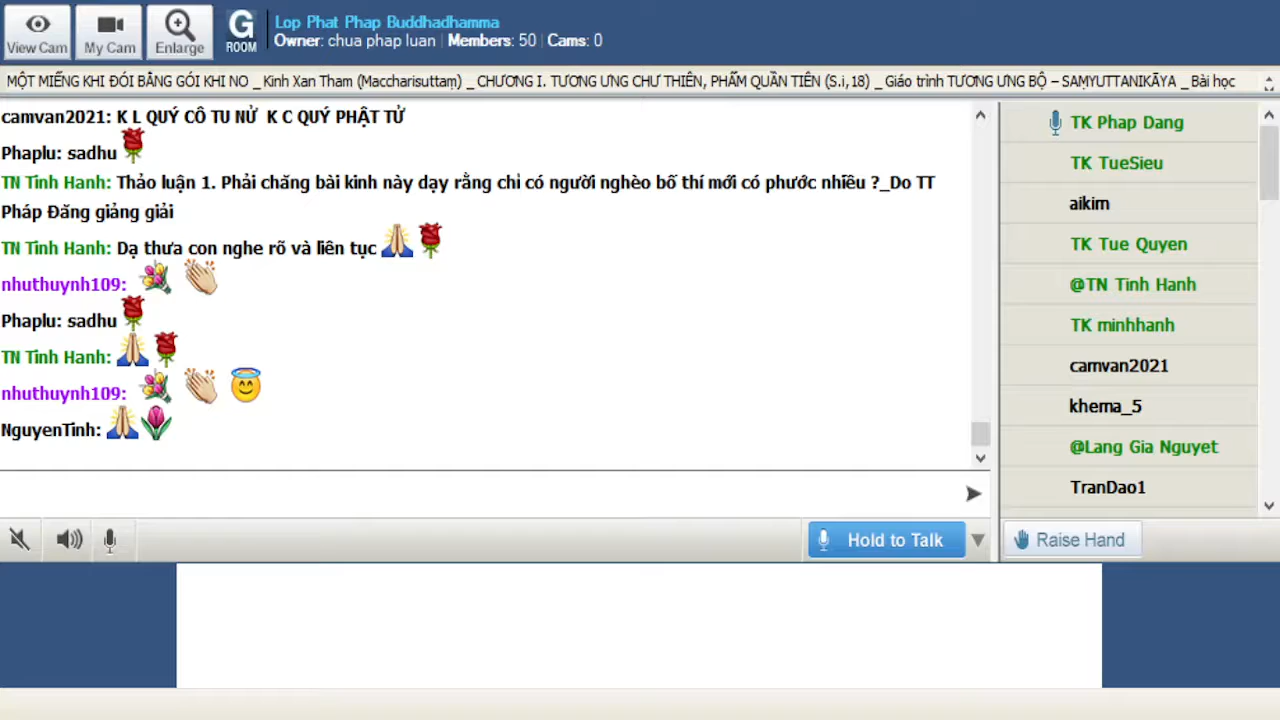 View Cam
My Cam
Enlarge
G
ROOM
Lop Phat Phap Buddhadhamma
Owner: chua phap luan | Members: 50 | Cams: 0
MỘT MIẾNG KHI ĐÓI BẰNG GÓI KHI NO _ Kinh Xan Tham (Maccharisuttaṃ) _ CHƯƠNG I. TƯƠNG ƯNG CHƯ THIÊN, PHẨM QUẦN TIÊN (S.i,18) _ Giáo trình TƯƠNG ƯNG BỘ – SAṂYUTTANIKĀYA _ Bài học
camvan2021: K L QUÝ CÔ TU NỮ K C QUÝ PHẬT TỬ
Phaplu: sadhu
TN Tinh Hanh: Thảo luận 1. Phải chăng bài kinh này dạy rằng chỉ có người nghèo bố thí mới có phước nhiều ?_Do TT
Pháp Đăng giảng giải
TN Tinh Hanh: Dạ thưa con nghe rõ và liên tục
nhuthuynh109:
Phaplu: sadhu
TN Tinh Hanh:
nhuthuynh109:
NguyenTinh:
Hold to Talk
TK Phap Dang
TK TueSieu
aikim
TK Tue Quyen
@TN Tinh Hanh
TK minhhanh
camvan2021
khema_5
@Lang Gia Nguyet
TranDao1
Raise Hand